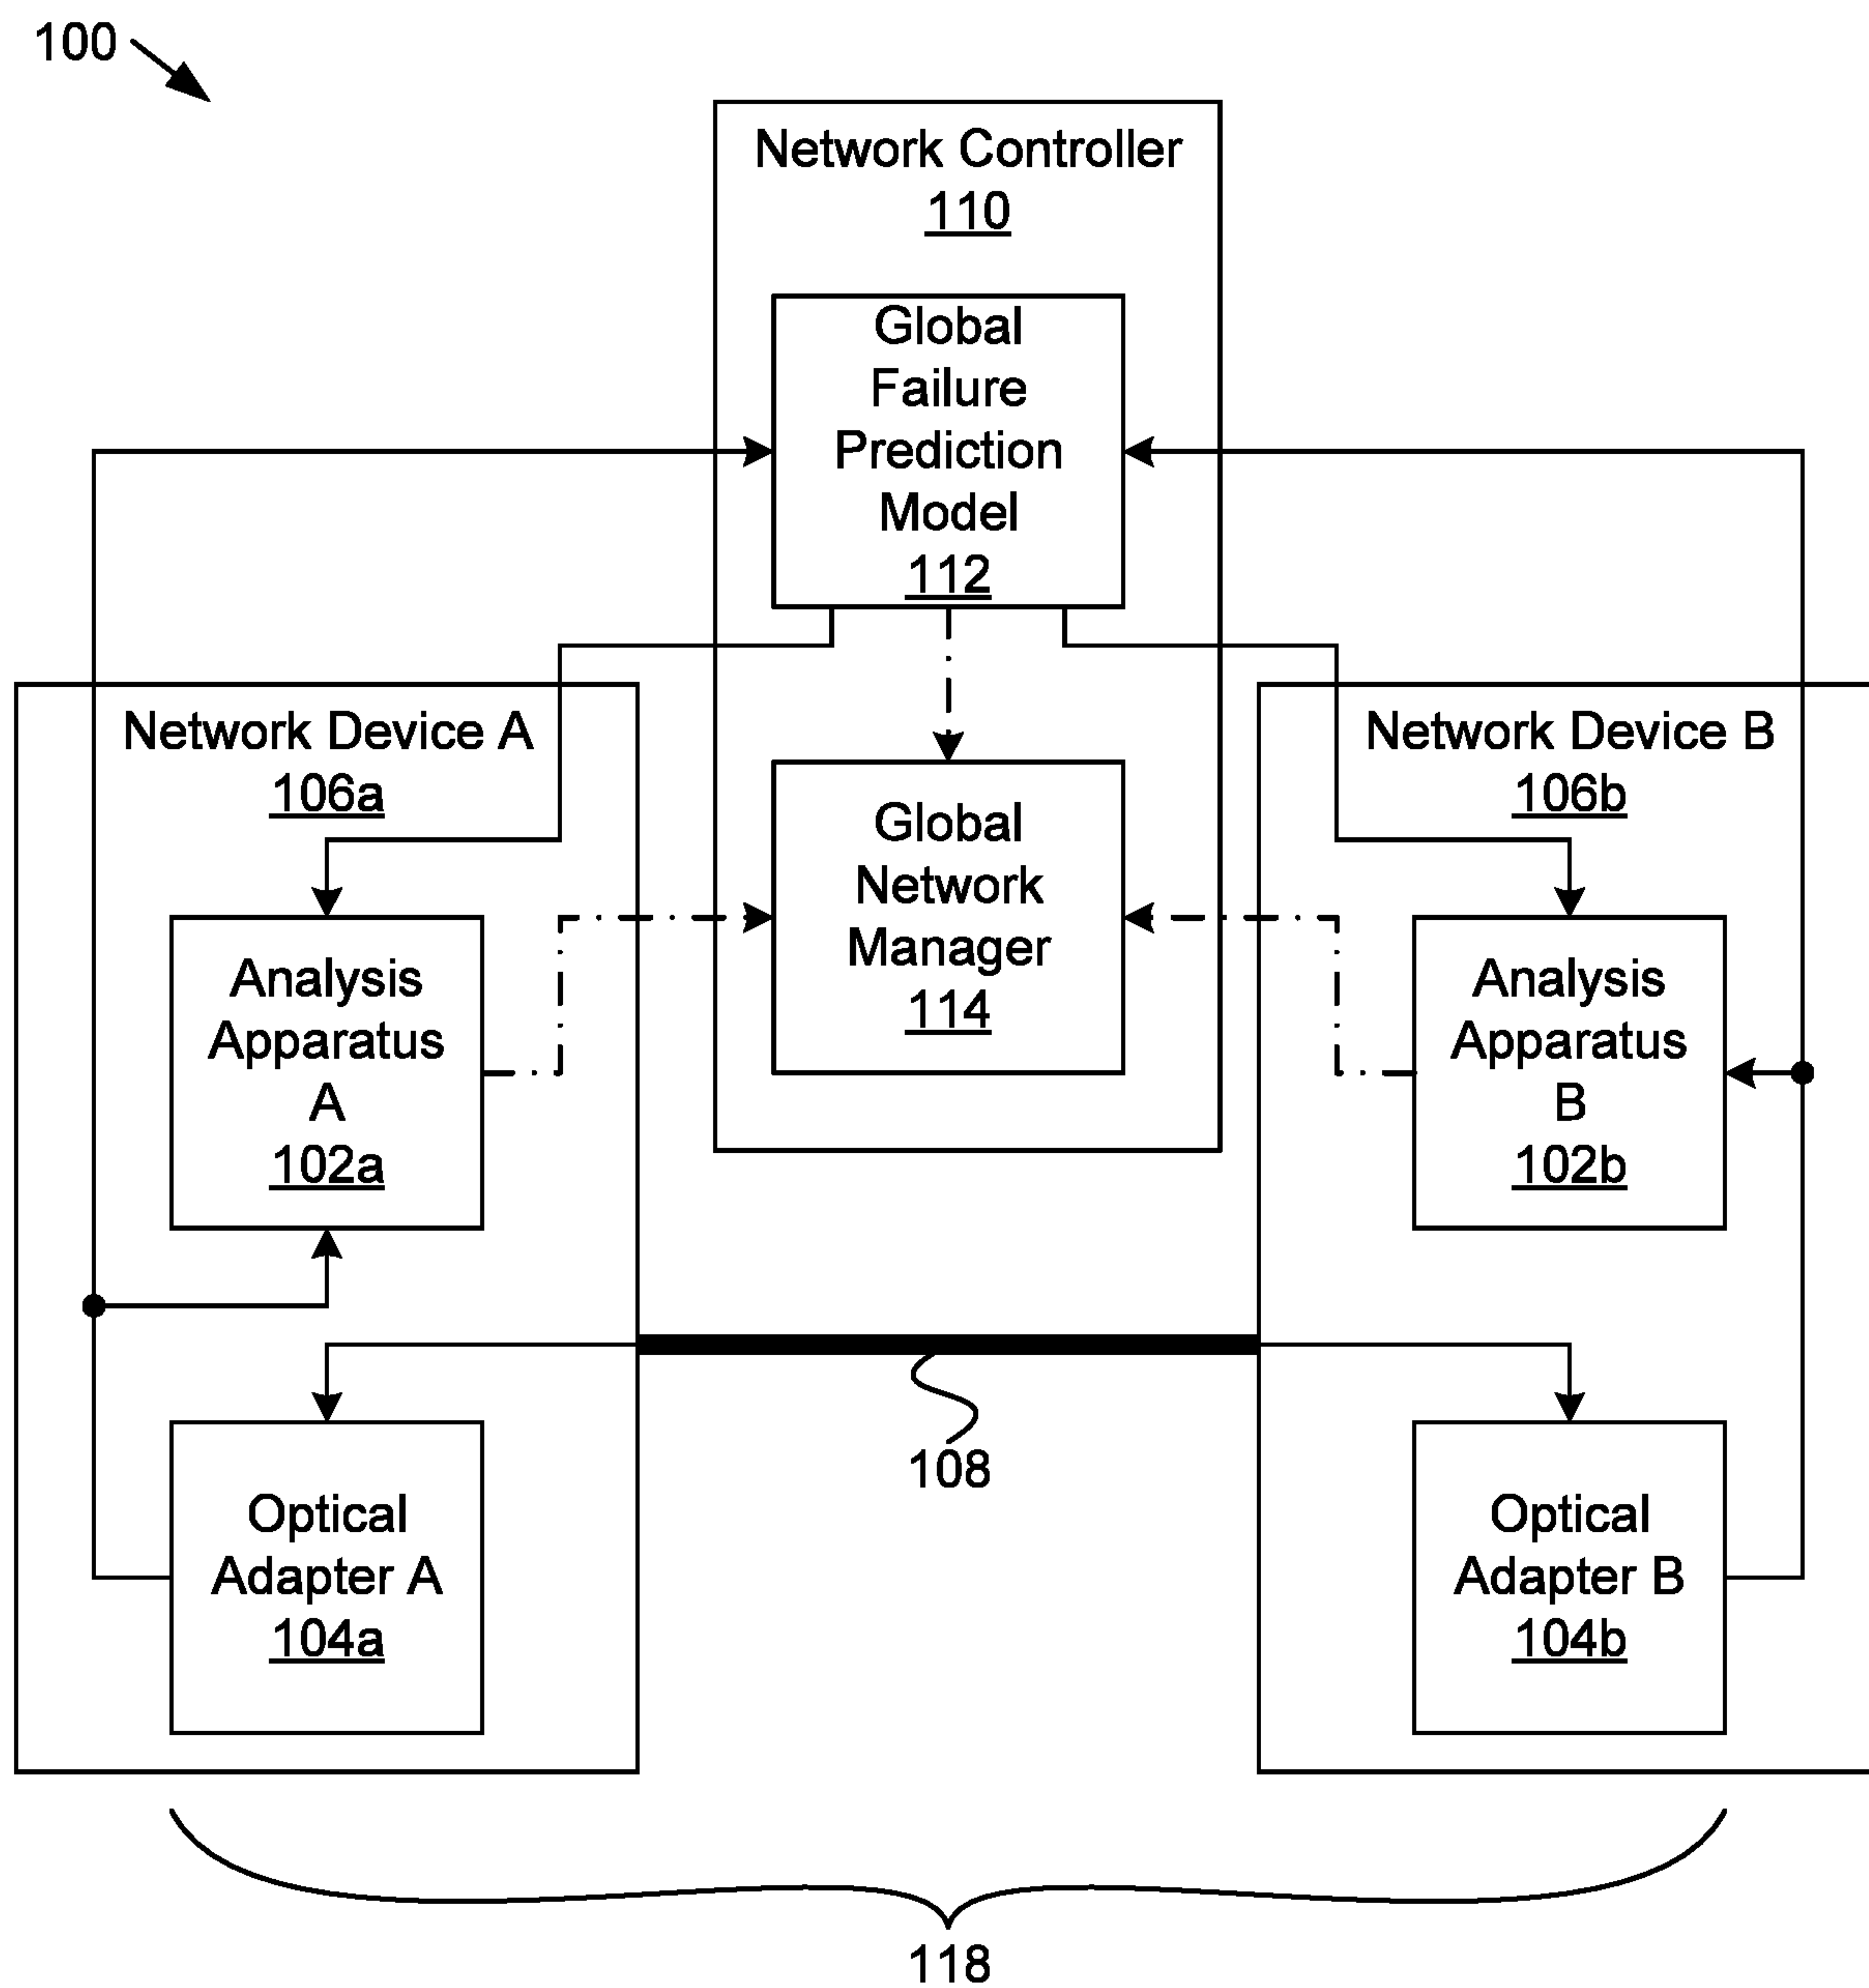 100
Network Controller
110
Global
Failure
Prediction
Model
112
Network Device A
106a
Network Device B
106b
Global
Network
Manager
114
Analysis
Apparatus
A
102a
Analysis
Apparatus
B
102b
108
Optical
Adapter A
104a
Optical
Adapter B
104b
118